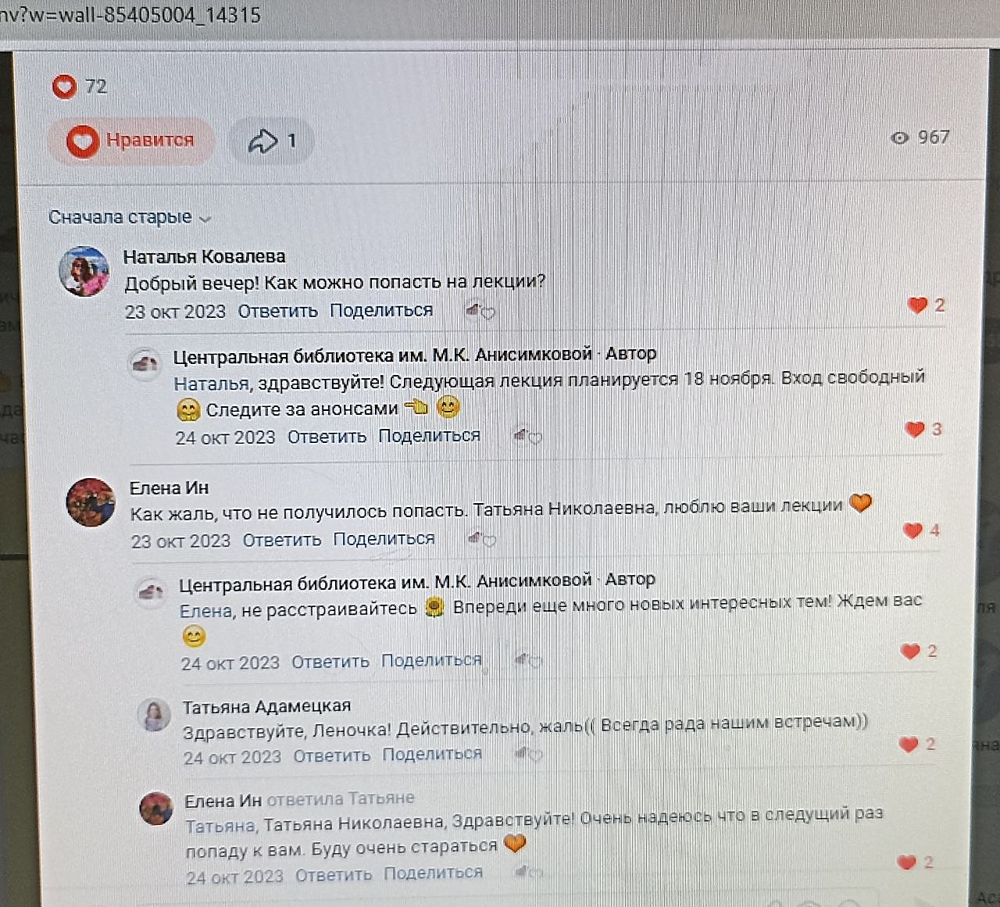 nv?w=wall-85405004_14315
72
Нравится
1
967
Сначала старые
Наталья Ковалева
Добрый вечер! Как можно попасть на лекции?
23 окт 2023 Ответить Поделиться
2
Центральная библиотека им. М.К. Анисимковой · Автор
Наталья, здравствуйте! Следующая лекция планируется 18 ноября. Вход свободный
🤗 Следите за анонсами 👈 😊
24 окт 2023 Ответить Поделиться
3
Елена Ин
Как жаль, что не получилось попасть. Татьяна Николаевна, люблю ваши лекции 🧡
23 окт 2023 Ответить Поделиться
4
Центральная библиотека им. М.К. Анисимковой · Автор
Елена, не расстраивайтесь 🌻 Впереди еще много новых интересных тем! Ждем вас
😊
24 окт 2023 Ответить Поделиться
2
Татьяна Адамецкая
Здравствуйте, Леночка! Действительно, жаль(( Всегда рада нашим встречам))
24 окт 2023 Ответить Поделиться
2
Елена Ин ответила Татьяне
Татьяна, Татьяна Николаевна, Здравствуйте! Очень надеюсь что в следущий раз
попаду к вам. Буду очень стараться 🧡
24 окт 2023 Ответить Поделиться
2